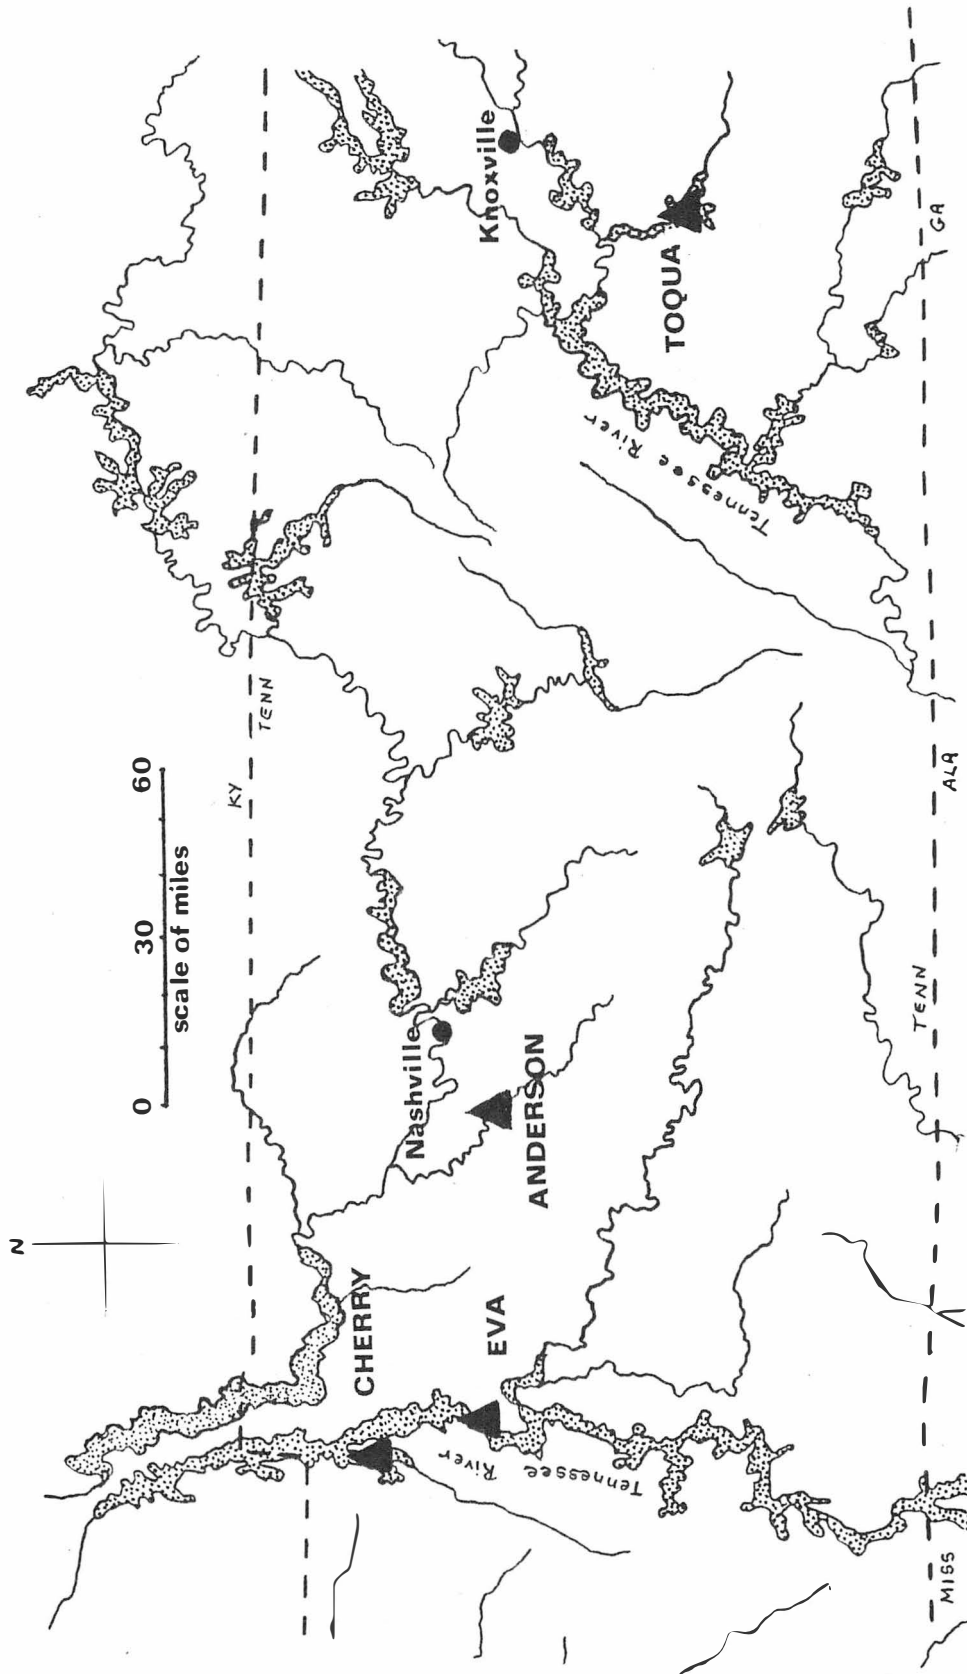 N
0 30 60
scale of miles
KY
TENN
Nashville
Knoxville
CHERRY
EVA
ANDERSON
TOQUA
Tennessee River
Tennessee River
TENN
MISS
ALA
GA